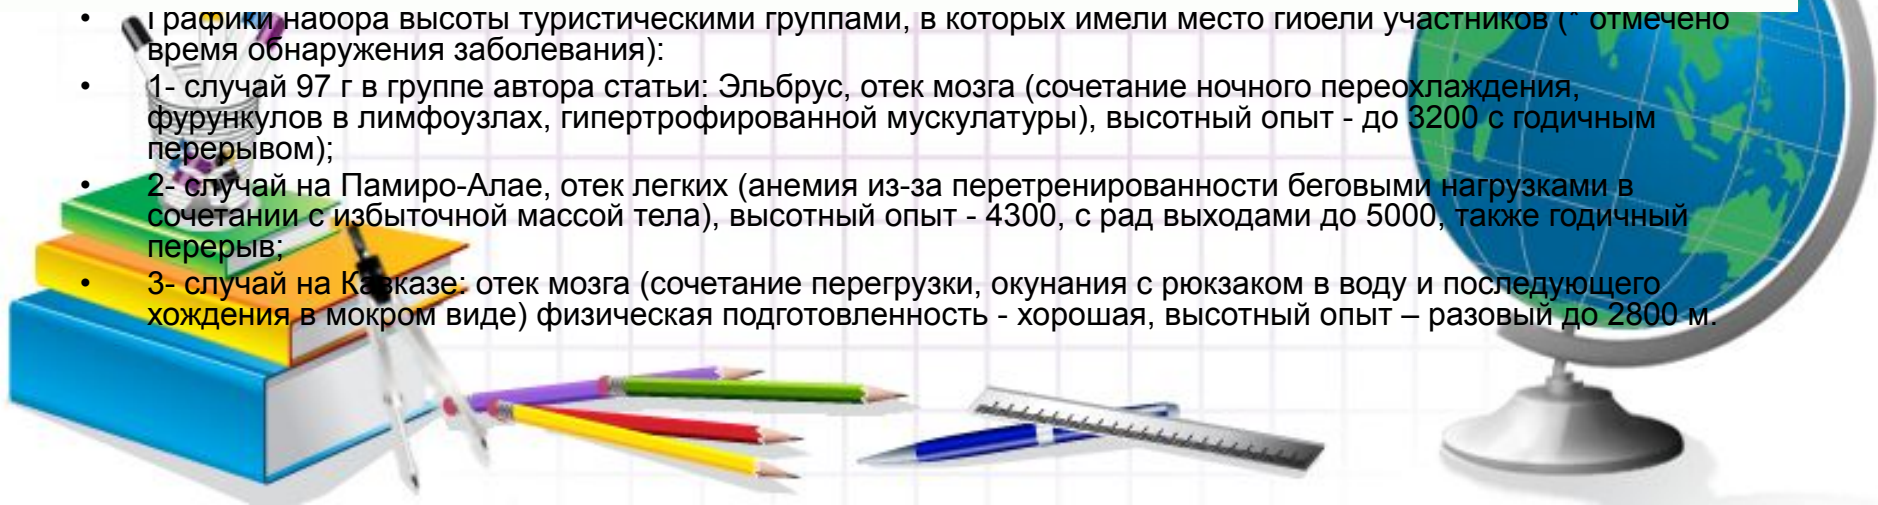 • Графики набора высоты туристическими группами, в которых имели место гибели участников (* отмечено
время обнаружения заболевания):
• 1- случай 97 г в группе автора статьи: Эльбрус, отек мозга (сочетание ночного переохлаждения,
фурункулов в лимфоузлах, гипертрофированной мускулатуры), высотный опыт - до 3200 с годичным
перерывом);
• 2- случай на Памиро-Алае, отек легких (анемия из-за перетренированности беговыми нагрузками в
сочетании с избыточной массой тела), высотный опыт - 4300, с рад выходами до 5000, также годичный
перерыв;
• 3- случай на Кавказе: отек мозга (сочетание перегрузки, окунания с рюкзаком в воду и последующего
хождения в мокром виде) физическая подготовленность - хорошая, высотный опыт – разовый до 2800 м.